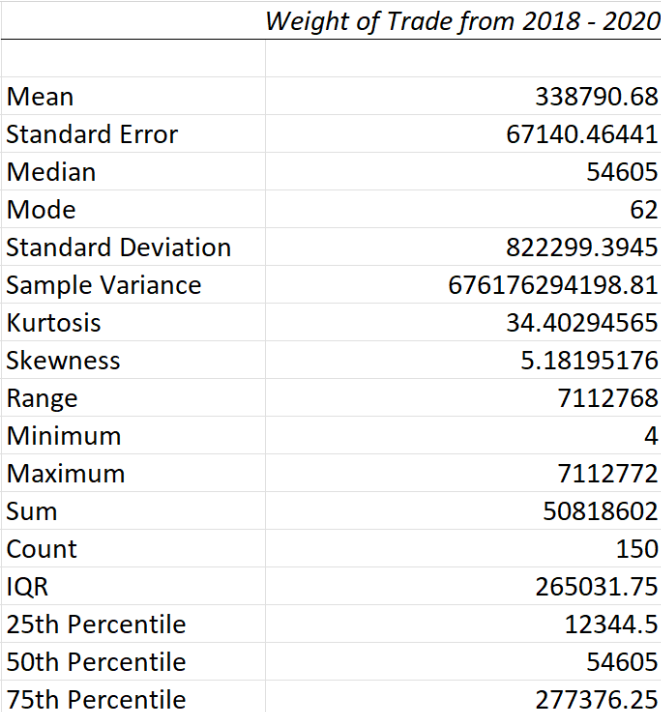 Weight of Trade from 2018 - 2020
Mean 338790.68
Standard Error 67140.46441
Median 54605
Mode 62
Standard Deviation 822299.3945
Sample Variance 676176294198.81
Kurtosis 34.40294565
Skewness 5.18195176
Range 7112768
Minimum 4
Maximum 7112772
Sum 50818602
Count 150
IQR 265031.75
25th Percentile 12344.5
50th Percentile 54605
75th Percentile 277376.25